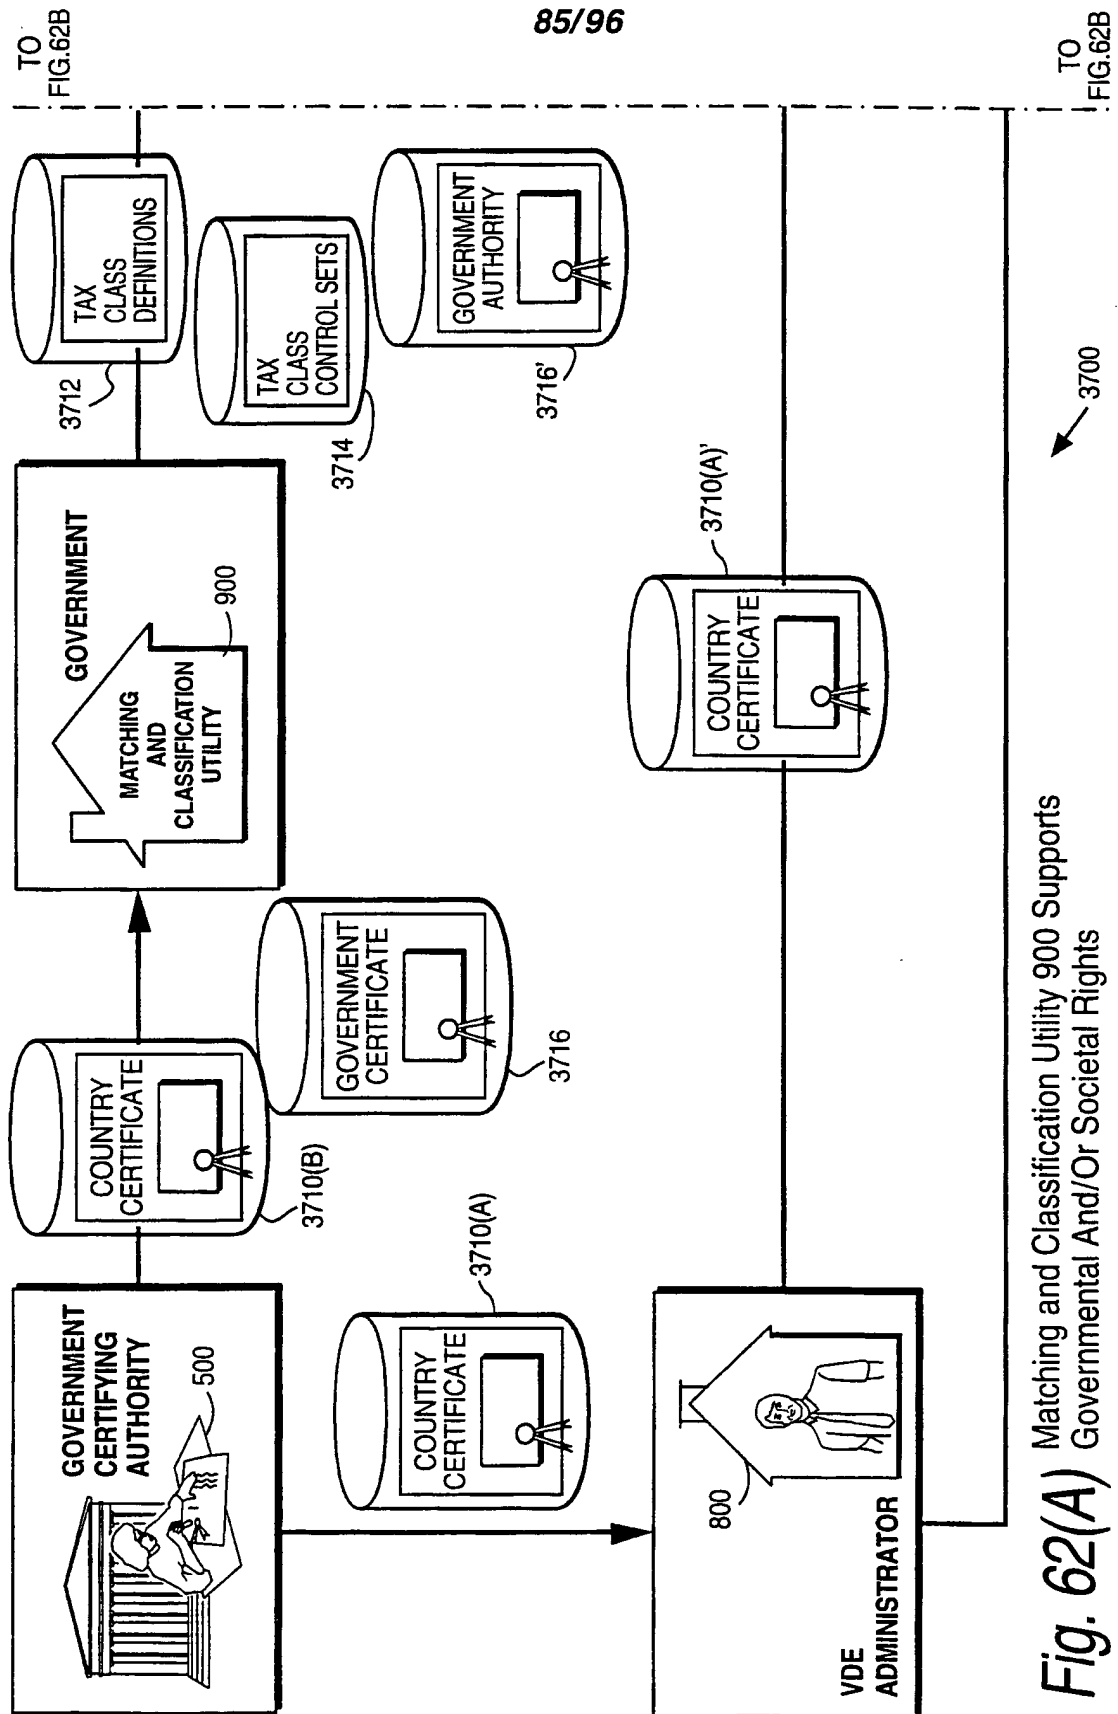 85/96
TO
FIG.62B
TO
FIG.62B
GOVERNMENT
CERTIFYING
AUTHORITY
500
COUNTRY
CERTIFICATE
3710(B)
GOVERNMENT
CERTIFICATE
3716
GOVERNMENT
MATCHING
AND
CLASSIFICATION
UTILITY
900
TAX
CLASS
DEFINITIONS
3712
TAX
CLASS
CONTROL SETS
3714
GOVERNMENT
AUTHORITY
3716'
COUNTRY
CERTIFICATE
3710(A)
VDE
ADMINISTRATOR
800
COUNTRY
CERTIFICATE
3710(A)'
3700
Fig. 62(A) Matching and Classification Utility 900 Supports
Governmental And/Or Societal Rights